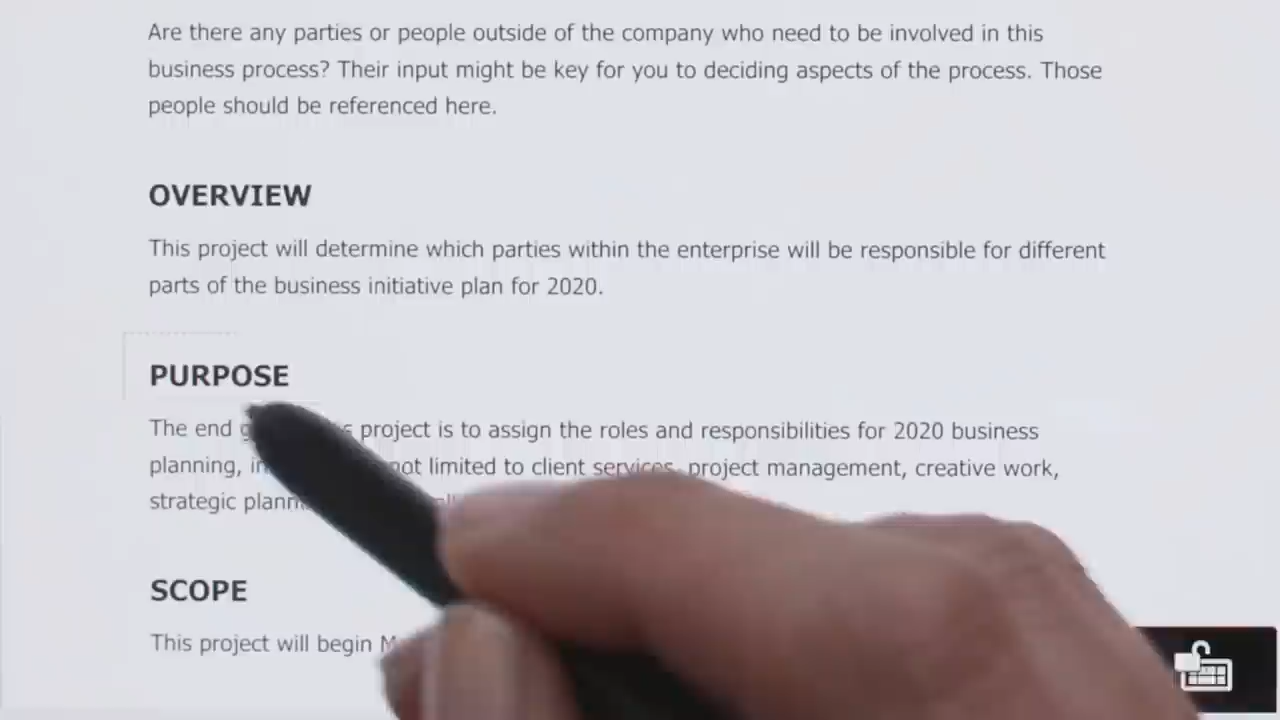 Are there any parties or people outside of the company who need to be involved in this
business process? Their input might be key for you to deciding aspects of the process. Those
people should be referenced here.
OVERVIEW
This project will determine which parties within the enterprise will be responsible for different
parts of the business initiative plan for 2020.
PURPOSE
The end project is to assign the roles and responsibilities for 2020 business
planning, not limited to client services, project management, creative work,
strategic
SCOPE
This project will begin